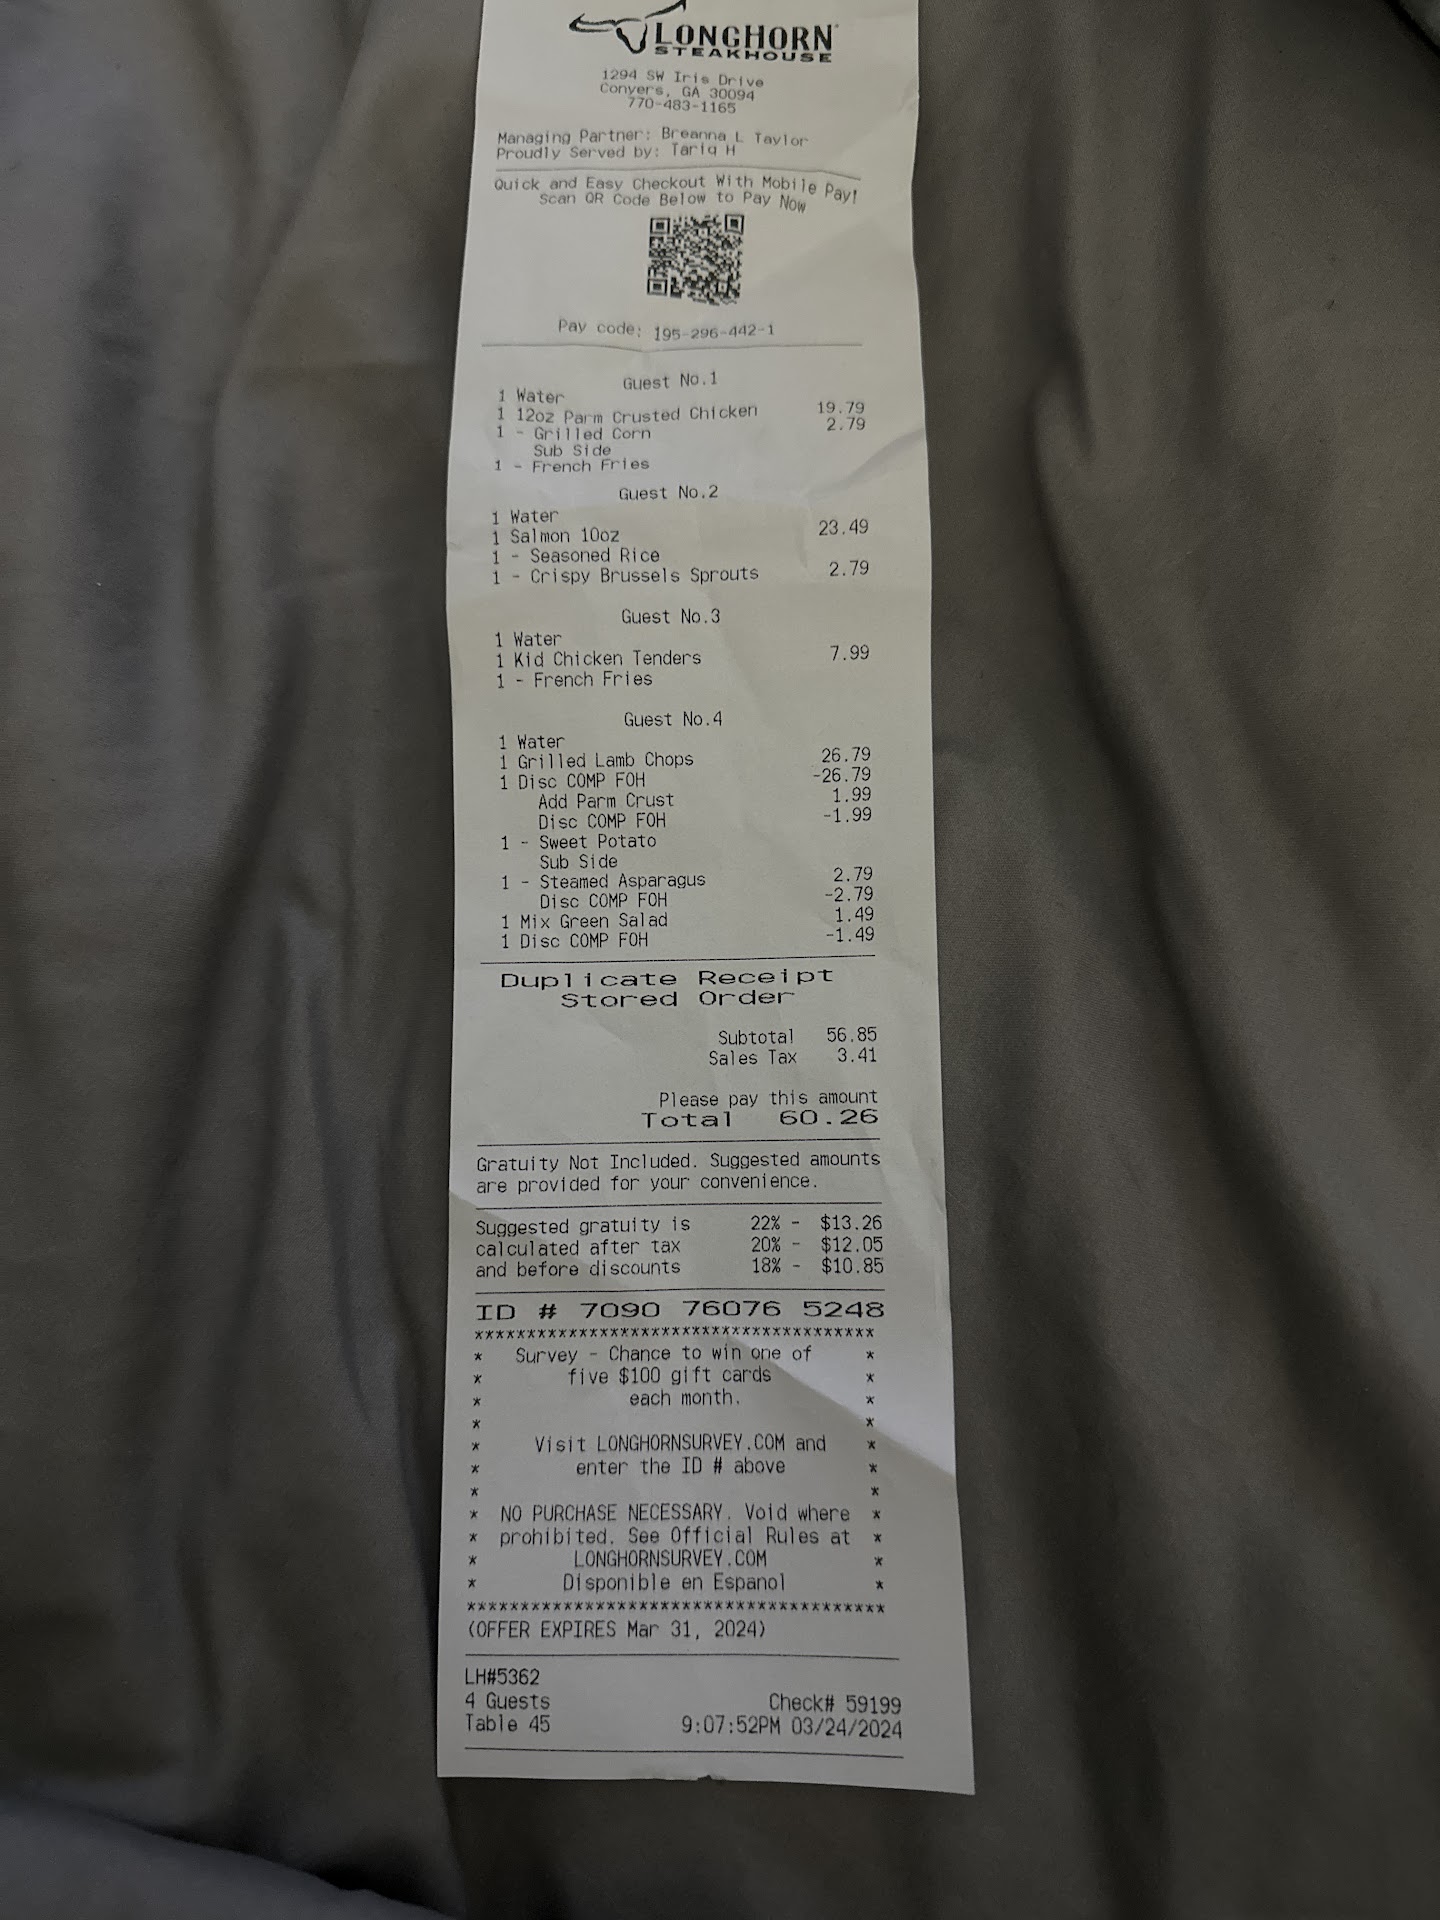 LONGHORN
STEAKHOUSE
1294 SW Iris Drive
Conyers, GA 30094
770-483-1165
Managing Partner: Breanna L Taylor
Proudly Served by: Tariq H
Quick and Easy Checkout With Mobile Pay!
Scan QR Code Below to Pay Now
Pay code: 195-296-442-1
Guest No.1
1 Water
1 12oz Parm Crusted Chicken 19.79
1 - Grilled Corn 2.79
Sub Side
1 - French Fries
Guest No.2
1 Water
1 Salmon 10oz 23.49
1 - Seasoned Rice
1 - Crispy Brussels Sprouts 2.79
Guest No.3
1 Water
1 Kid Chicken Tenders 7.99
1 - French Fries
Guest No.4
1 Water
1 Grilled Lamb Chops 26.79
1 Disc COMP FOH -26.79
Add Parm Crust 1.99
Disc COMP FOH -1.99
1 - Sweet Potato
Sub Side
1 - Steamed Asparagus 2.79
Disc COMP FOH -2.79
1 Mix Green Salad 1.49
1 Disc COMP FOH -1.49
Duplicate Receipt
Stored Order
Subtotal 56.85
Sales Tax 3.41
Please pay this amount
Total 60.26
Gratuity Not Included. Suggested amounts
are provided for your convenience.
Suggested gratuity is 22% - $13.26
calculated after tax 20% - $12.05
and before discounts 18% - $10.85
ID # 7090 76076 5248
****************************************
* Survey - Chance to win one of *
* five $100 gift cards *
* each month. *
* *
* Visit LONGHORNSURVEY.COM and *
* enter the ID # above *
* *
* NO PURCHASE NECESSARY. Void where *
* prohibited. See Official Rules at *
* LONGHORNSURVEY.COM *
* Disponible en Espanol *
****************************************
(OFFER EXPIRES Mar 31, 2024)
LH#5362
4 Guests Check# 59199
Table 45 9:07:52PM 03/24/2024